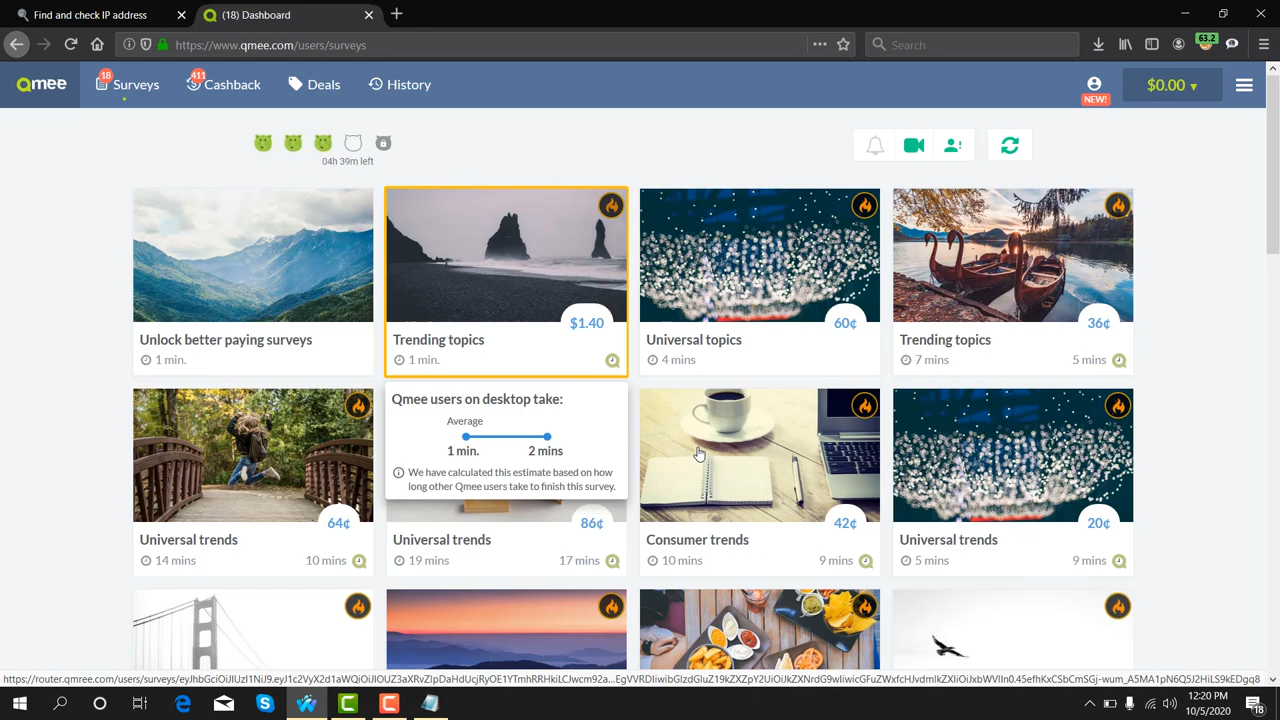 Find and check IP address
(18) Dashboard
https://www.qmee.com/users/surveys
Search
63.2
Qmee
18
Surveys
411
Cashback
Deals
History
NEW!
$0.00
04h 39m left
Unlock better paying surveys
1 min.
$1.40
Trending topics
1 min.
60¢
Universal topics
4 mins
36¢
Trending topics
7 mins 5 mins
Qmee users on desktop take:
Average
1 min. 2 mins
We have calculated this estimate based on how
long other Qmee users take to finish this survey.
64¢
Universal trends
14 mins 10 mins
86¢
Universal trends
19 mins 17 mins
42¢
Consumer trends
10 mins 9 mins
20¢
Universal trends
5 mins 9 mins
12:20 PM
10/5/2020
18